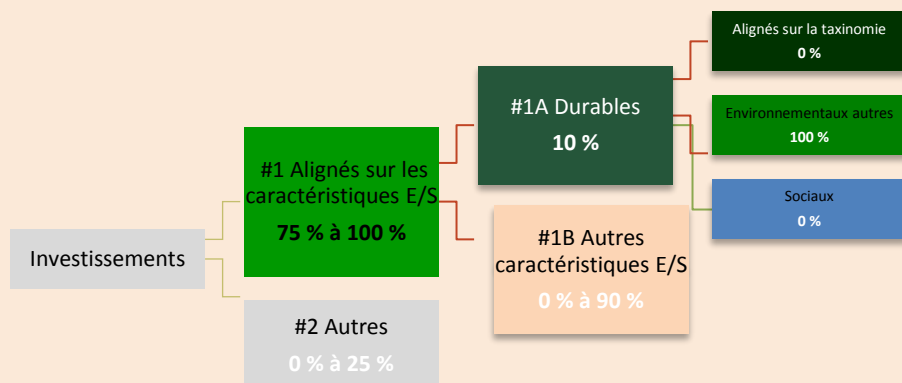 Investissements
#1 Alignés sur les
caractéristiques E/S
75 % à 100 %
#2 Autres
0 % à 25 %
#1A Durables
10 %
#1B Autres
caractéristiques E/S
0 % à 90 %
Alignés sur la taxinomie
0 %
Environnementaux autres
100 %
Sociaux
0 %